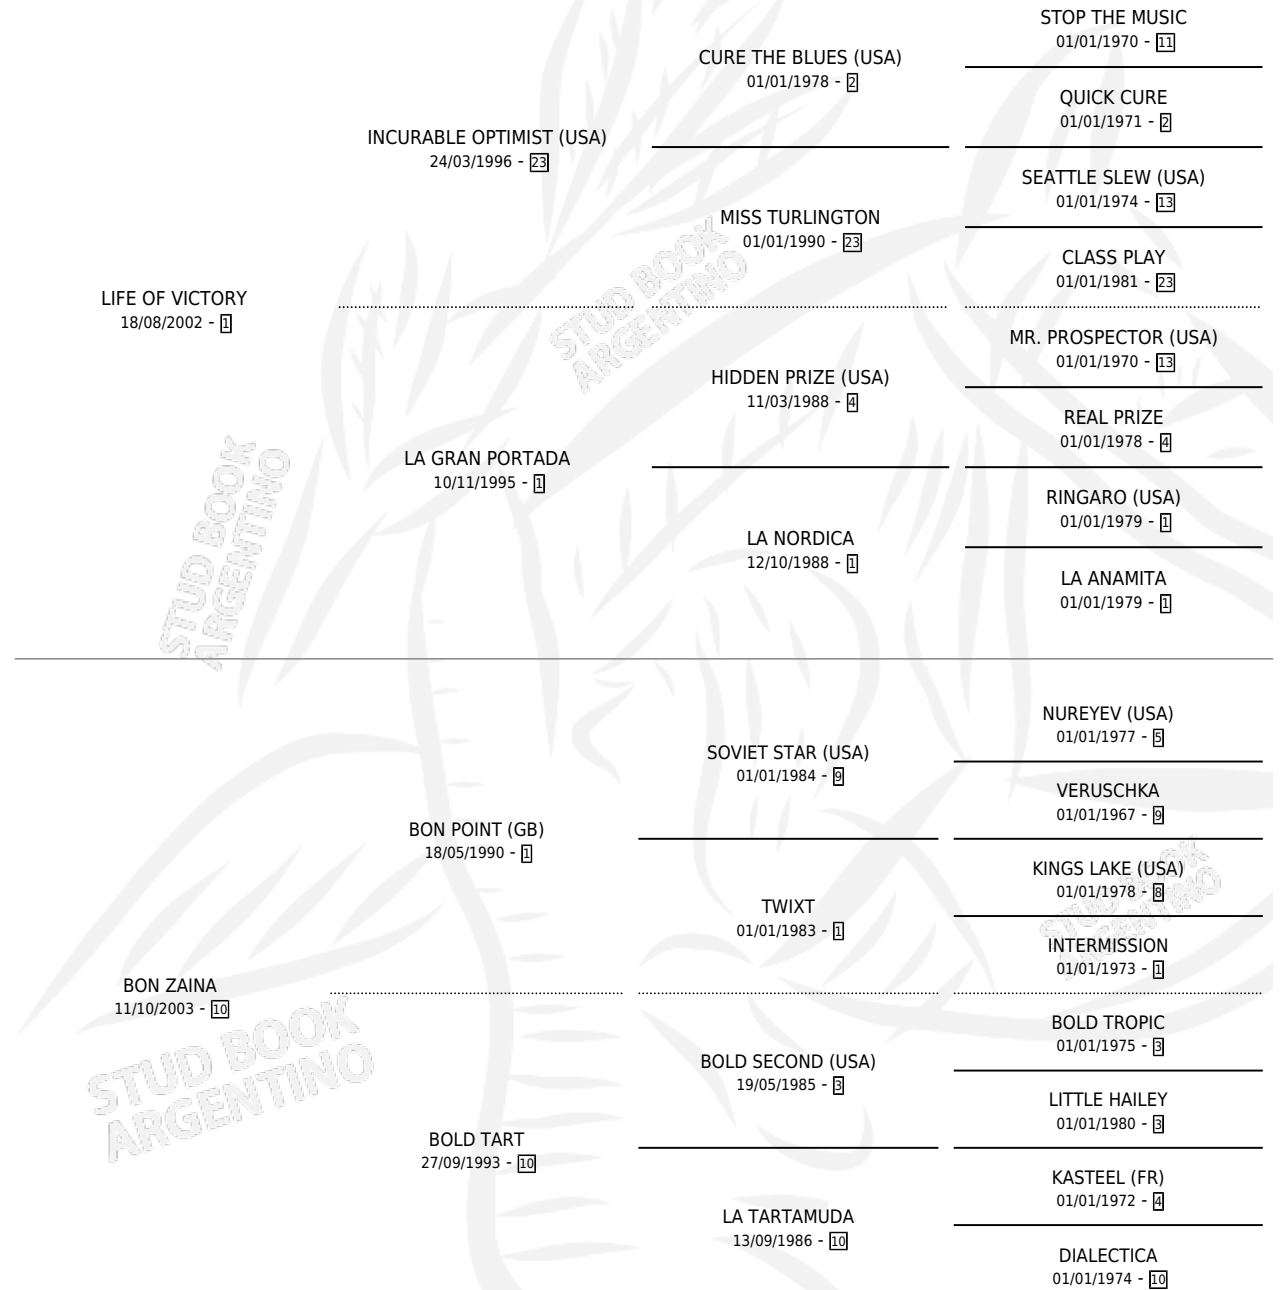 STOP THE MUSIC
01/01/1970 - 11
CURE THE BLUES (USA)
01/01/1978 - 2
QUICK CURE
01/01/1971 - 2
INCURABLE OPTIMIST (USA)
24/03/1996 - 23
SEATTLE SLEW (USA)
01/01/1974 - 13
MISS TURLINGTON
01/01/1990 - 23
CLASS PLAY
01/01/1981 - 23
LIFE OF VICTORY
18/08/2002 - 1
MR. PROSPECTOR (USA)
01/01/1970 - 13
HIDDEN PRIZE (USA)
11/03/1988 - 4
REAL PRIZE
01/01/1978 - 4
LA GRAN PORTADA
10/11/1995 - 1
RINGARO (USA)
01/01/1979 - 1
LA NORDICA
12/10/1988 - 1
LA ANAMITA
01/01/1979 - 1
NUREYEV (USA)
01/01/1977 - 5
SOVIET STAR (USA)
01/01/1984 - 9
VERUSCHKA
01/01/1967 - 9
BON POINT (GB)
18/05/1990 - 1
KINGS LAKE (USA)
01/01/1978 - 8
TWIXT
01/01/1983 - 1
INTERMISSION
01/01/1973 - 1
BON ZAINA
11/10/2003 - 10
BOLD TROPIC
01/01/1975 - 3
BOLD SECOND (USA)
19/05/1985 - 3
LITTLE HAILEY
01/01/1980 - 3
BOLD TART
27/09/1993 - 10
KASTEEL (FR)
01/01/1972 - 4
LA TARTAMUDA
13/09/1986 - 10
DIALECTICA
01/01/1974 - 10
STUD BOOK
ARGENTINO
STUD BOOK
ARGENTINO
STUD BOOK
ARGENTINO
STUD BOOK
ARGENTINO